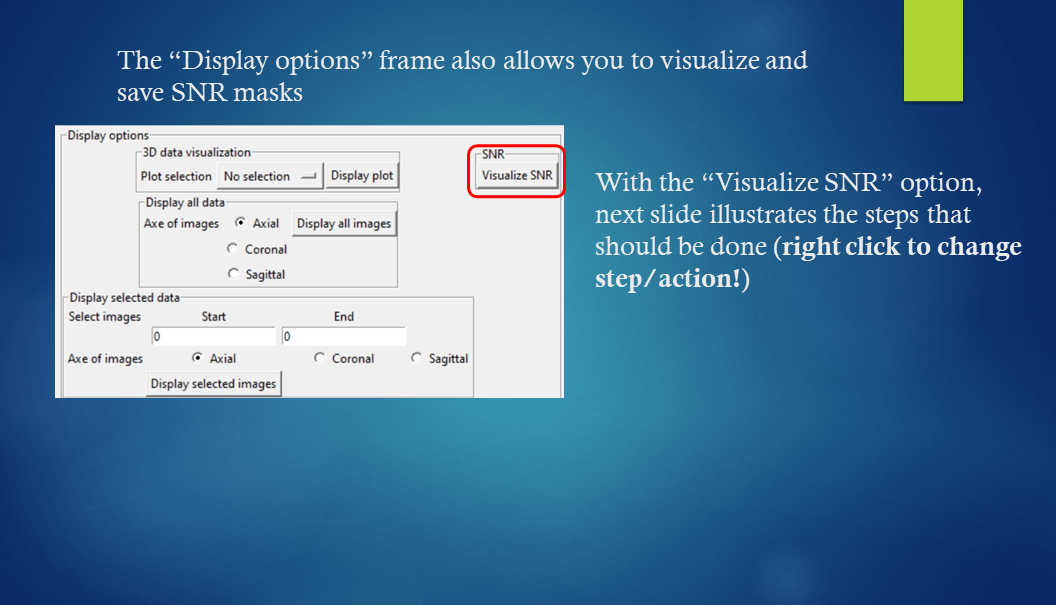 The “Display options” frame also allows you to visualize and
save SNR masks
Display options
3D data visualization
Plot selection No selection Display plot
SNR
Visualize SNR
Display all data
Axe of images Axial Display all images
Coronal
Sagittal
Display selected data
Select images Start End
0 0
Axe of images Axial Coronal Sagittal
Display selected images
With the “Visualize SNR” option,
next slide illustrates the steps that
should be done (right click to change
step/action!)